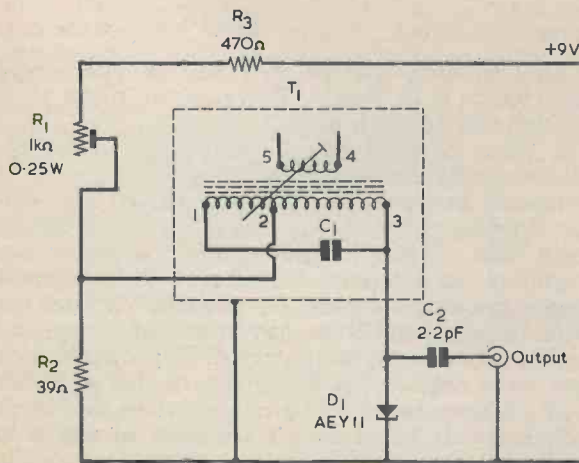 R3
470Ω
+9V
T1
R1
1kΩ
0·25W
5
4
1
2
3
C1
C2
2·2pF
Output
R2
39Ω
D1
AEY11